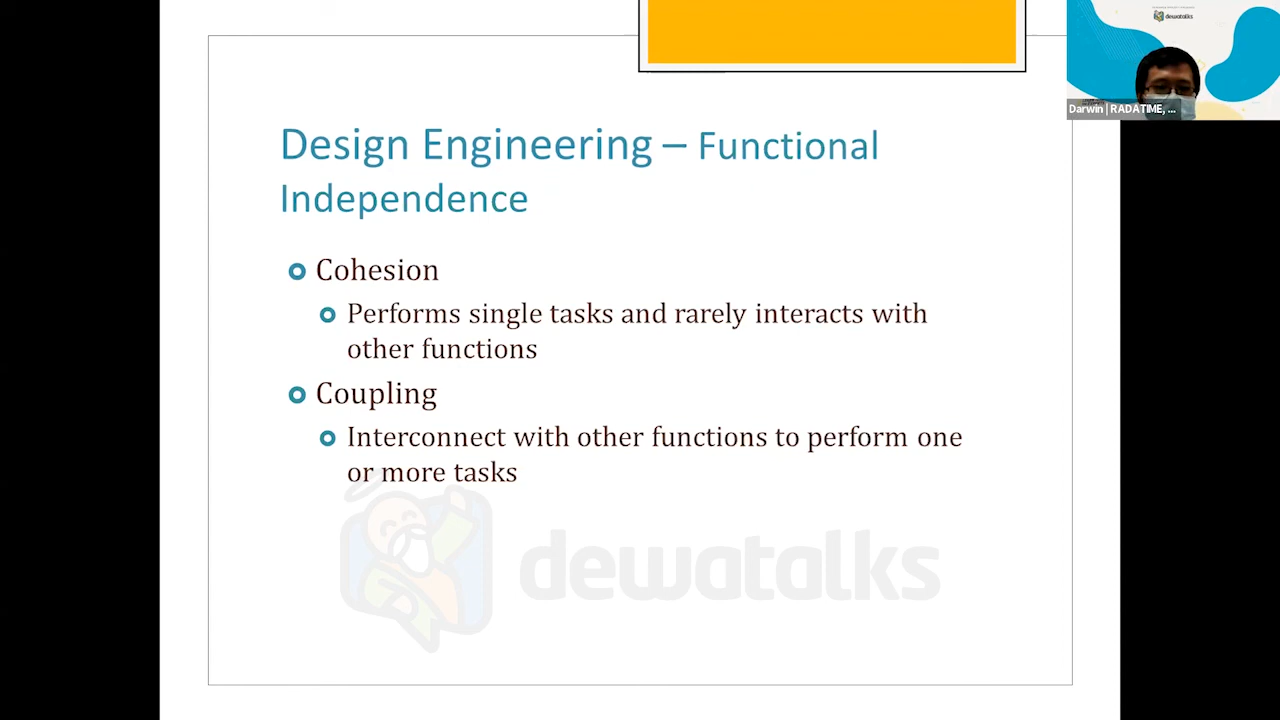 dewatalks
Darwin | RADATIME, ...
Design Engineering – Functional
Independence
Cohesion
Performs single tasks and rarely interacts with
other functions
Coupling
Interconnect with other functions to perform one
or more tasks
dewatalks